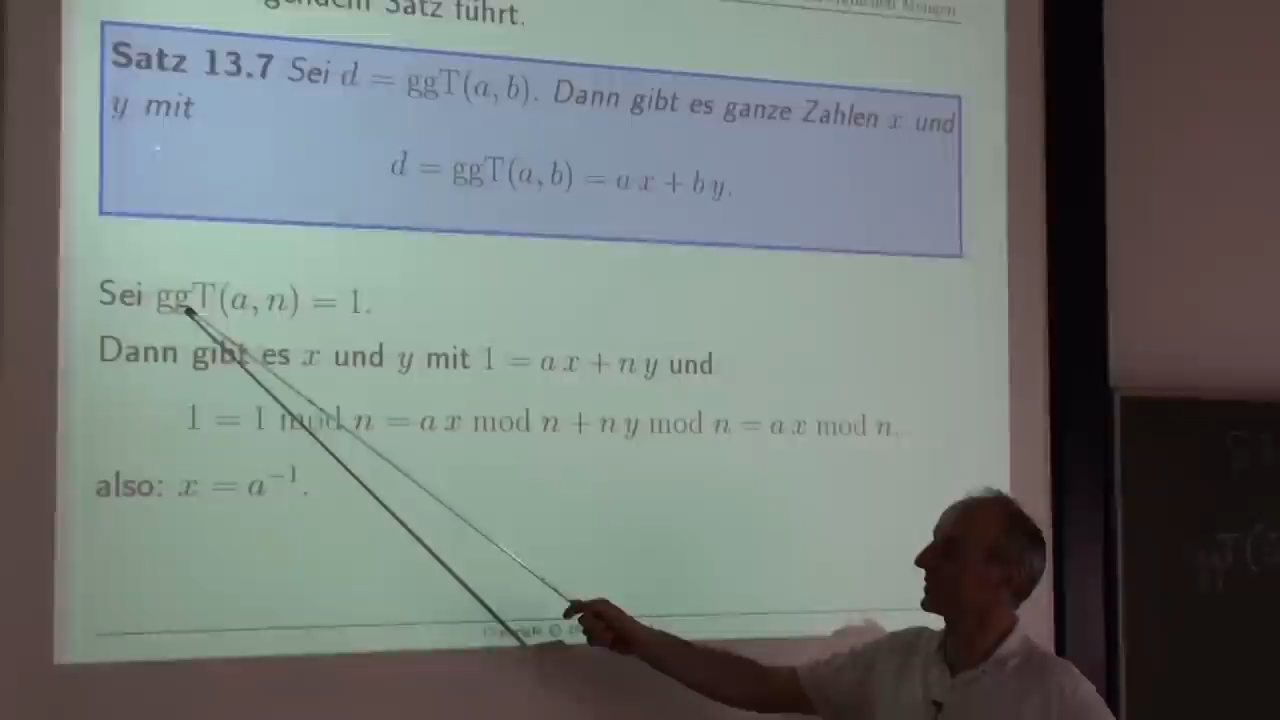 Satz führt.
Satz 13.7 Sei d = ggT(a, b). Dann gibt es ganze Zahlen x und
y mit
d = ggT(a, b) = a x + b y.
Sei ggT(a, n) = 1.
Dann gibt es x und y mit 1 = a x + n y und
1 = 1 mod n = a x mod n + n y mod n = a x mod n.
also: x = a⁻¹.